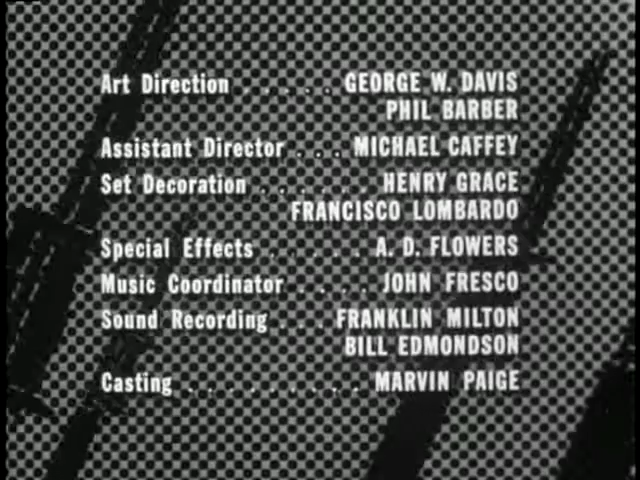 Art Direction . . . . . GEORGE W. DAVIS
PHIL BARBER
Assistant Director . . . MICHAEL CAFFEY
Set Decoration . . . . . . HENRY GRACE
FRANCISCO LOMBARDO
Special Effects . . . . . . A. D. FLOWERS
Music Coordinator . . . . JOHN FRESCO
Sound Recording . . . FRANKLIN MILTON
BILL EDMONDSON
Casting . . . . . . . . . MARVIN PAIGE